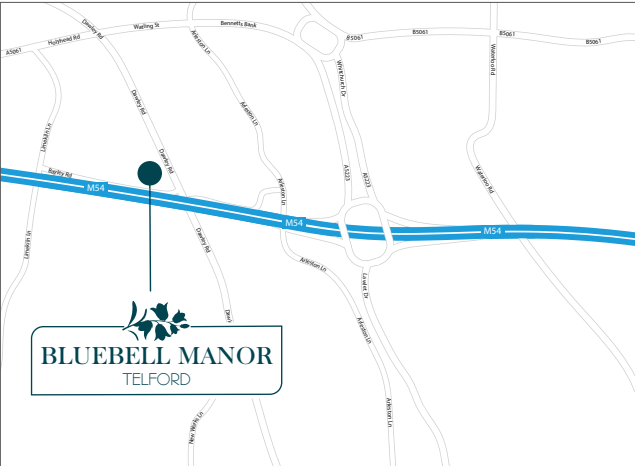 Dawley Rd
Watling St
Bennetts Bank
Holyhead Rd
A5061
Arleston Ln
B5061
B5061
B5061
B5061
Waterloo Rd
Whitchurch Dr
Dawley Rd
Arleston Ln
Limekiln Ln
Dawley Rd
Barley Rd
M54
A5223
A5223
Arleston Ln
Waterloo Rd
M54
M54
Dawley Rd
Limekiln Ln
Arleston Ln
Lawley Dr
Arleston Ln
BLUEBELL MANOR
TELFORD
New Works Ln
Arleston Ln